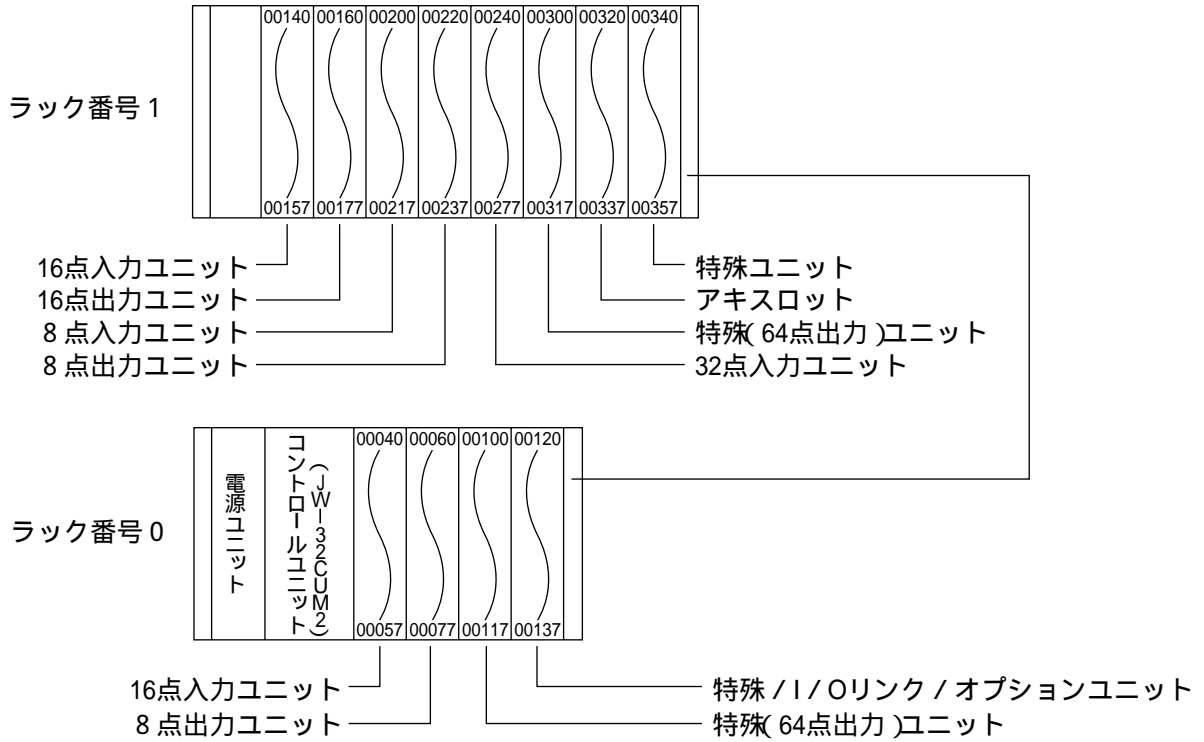 00140 00160 00200 00220 00240 00300 00320 00340
ラック番号 1
00157 00177 00217 00237 00277 00317 00337 00357
16点入力ユニット
16点出力ユニット
8 点入力ユニット
8 点出力ユニット
特殊ユニット
アキスロット
特殊( 64点出力 )ユニット
32点入力ユニット
ラック番号 0
電源ユニット
コントロールユニット
(JW-32CUM2)
00040 00060 00100 00120
00057 00077 00117 00137
16点入力ユニット
8 点出力ユニット
特殊 / I / Oリンク / オプションユニット
特殊( 64点出力 )ユニット